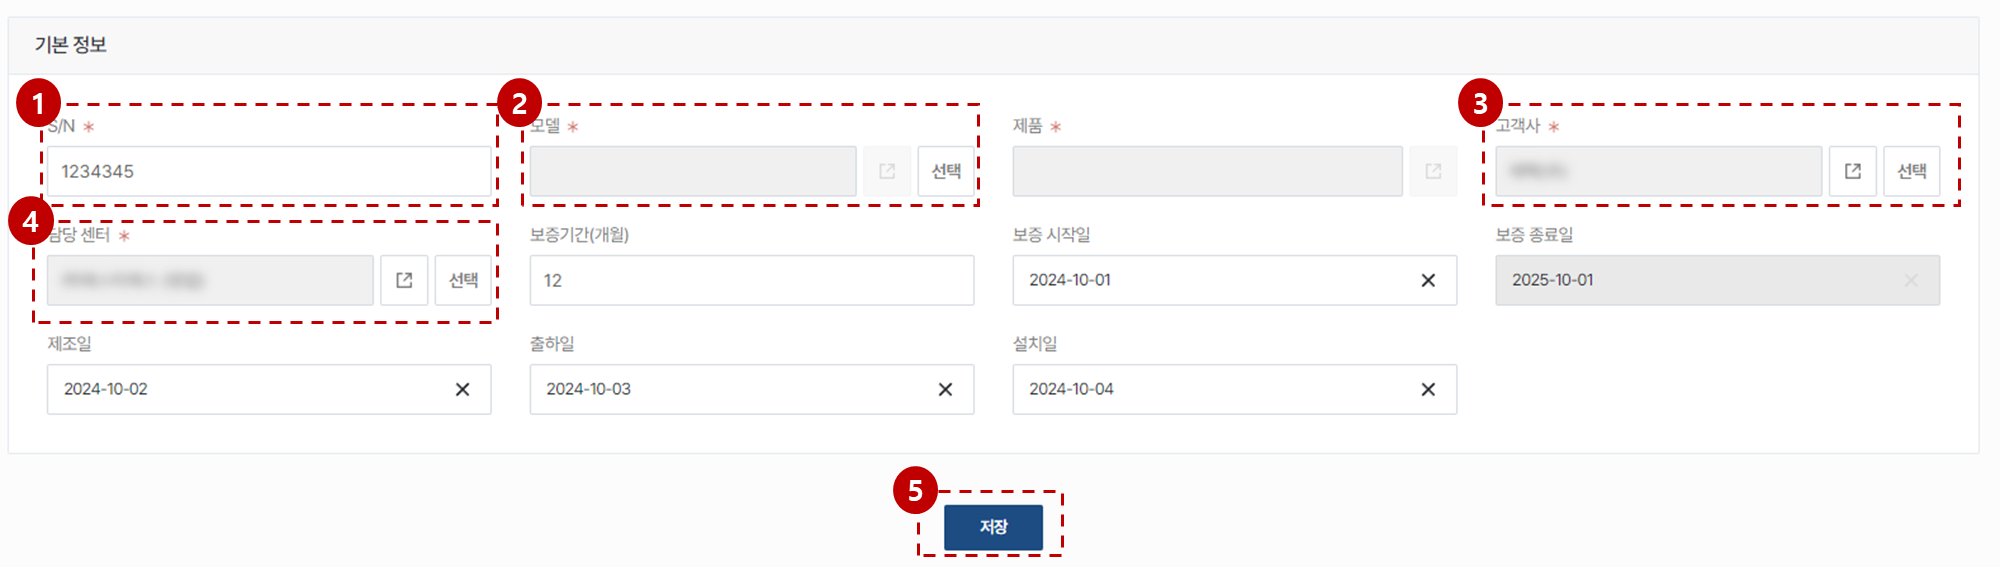 기본 정보
1
2
3
S/N *
모델 *
제품 *
고객사 *
1234345
선택
선택
4
담당 센터 *
보증기간(개월)
보증 시작일
보증 종료일
선택
12
2024-10-01
2025-10-01
제조일
출하일
설치일
2024-10-02
2024-10-03
2024-10-04
5
저장